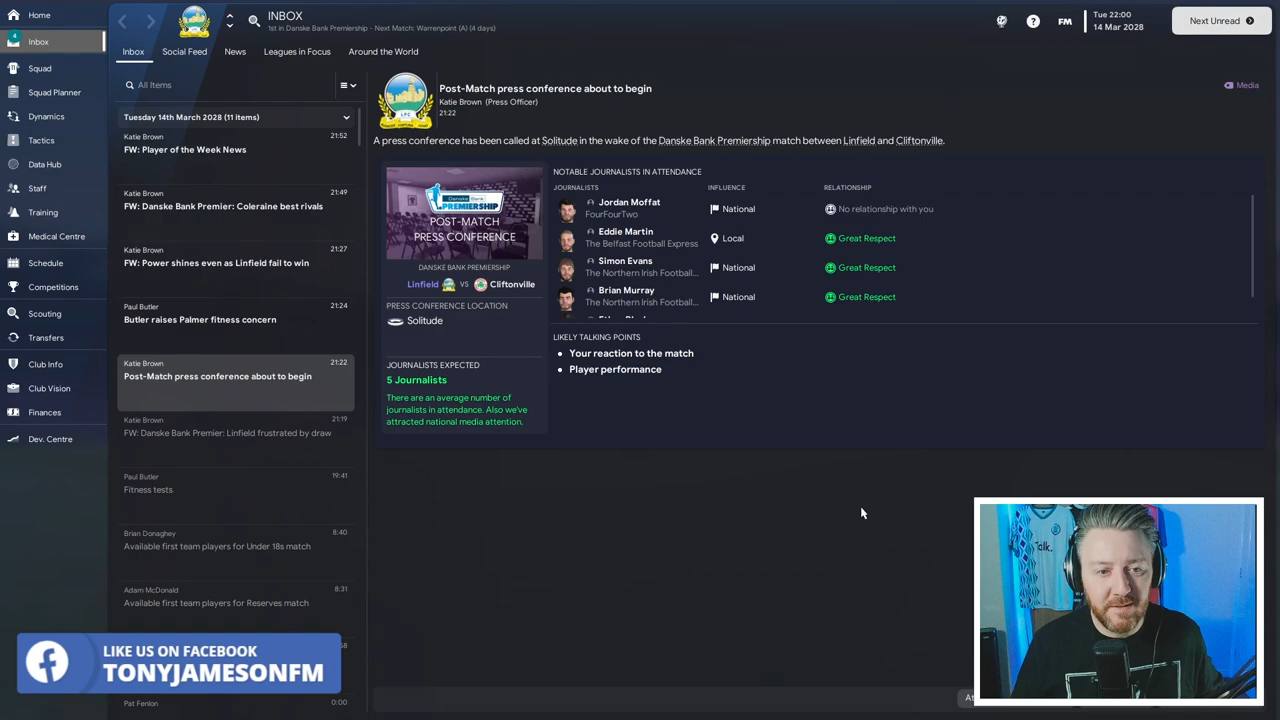 Home
4
Inbox
Squad
Squad Planner
Dynamics
Tactics
Data Hub
Staff
Training
Medical Centre
Schedule
Competitions
Scouting
Transfers
Club Info
Club Vision
Finances
Dev. Centre
INBOX
1st in Danske Bank Premiership - Next Match: Warrenpoint (A) (4 days)
FM
Tue 22:00
14 Mar 2028
Next Unread
Inbox Social Feed News Leagues in Focus Around the World
All Items
Tuesday 14th March 2028 (11 items)
Katie Brown 21:52
FW: Player of the Week News
Katie Brown 21:49
FW: Danske Bank Premier: Coleraine best rivals
Katie Brown 21:27
FW: Power shines even as Linfield fail to win
Paul Butler 21:24
Butler raises Palmer fitness concern
Katie Brown 21:22
Post-Match press conference about to begin
Katie Brown 21:19
FW: Danske Bank Premier: Linfield frustrated by draw
Paul Butler 19:41
Fitness tests
Brian Donaghey 8:40
Available first team players for Under 18s match
Adam McDonald 8:31
Available first team players for Reserves match
Pat Fenlon 0:00
LFC
Post-Match press conference about to begin
Katie Brown (Press Officer)
21:22
Media
A press conference has been called at Solitude in the wake of the Danske Bank Premiership match between Linfield and Cliftonville.
Danske Bank
PREMIERSHIP
POST-MATCH
PRESS CONFERENCE
DANSKE BANK PREMIERSHIP
Linfield VS Cliftonville
PRESS CONFERENCE LOCATION
Solitude
JOURNALISTS EXPECTED
5 Journalists
There are an average number of
journalists in attendance. Also we've
attracted national media attention.
NOTABLE JOURNALISTS IN ATTENDANCE
JOURNALISTS INFLUENCE RELATIONSHIP
Jordan Moffat
FourFourTwo
National
No relationship with you
Eddie Martin
The Belfast Football Express
Local
Great Respect
Simon Evans
The Northern Irish Football...
National
Great Respect
Brian Murray
The Northern Irish Football...
National
Great Respect
LIKELY TALKING POINTS
Your reaction to the match
Player performance
Talk.
LIKE US ON FACEBOOK
TONYJAMESONFM